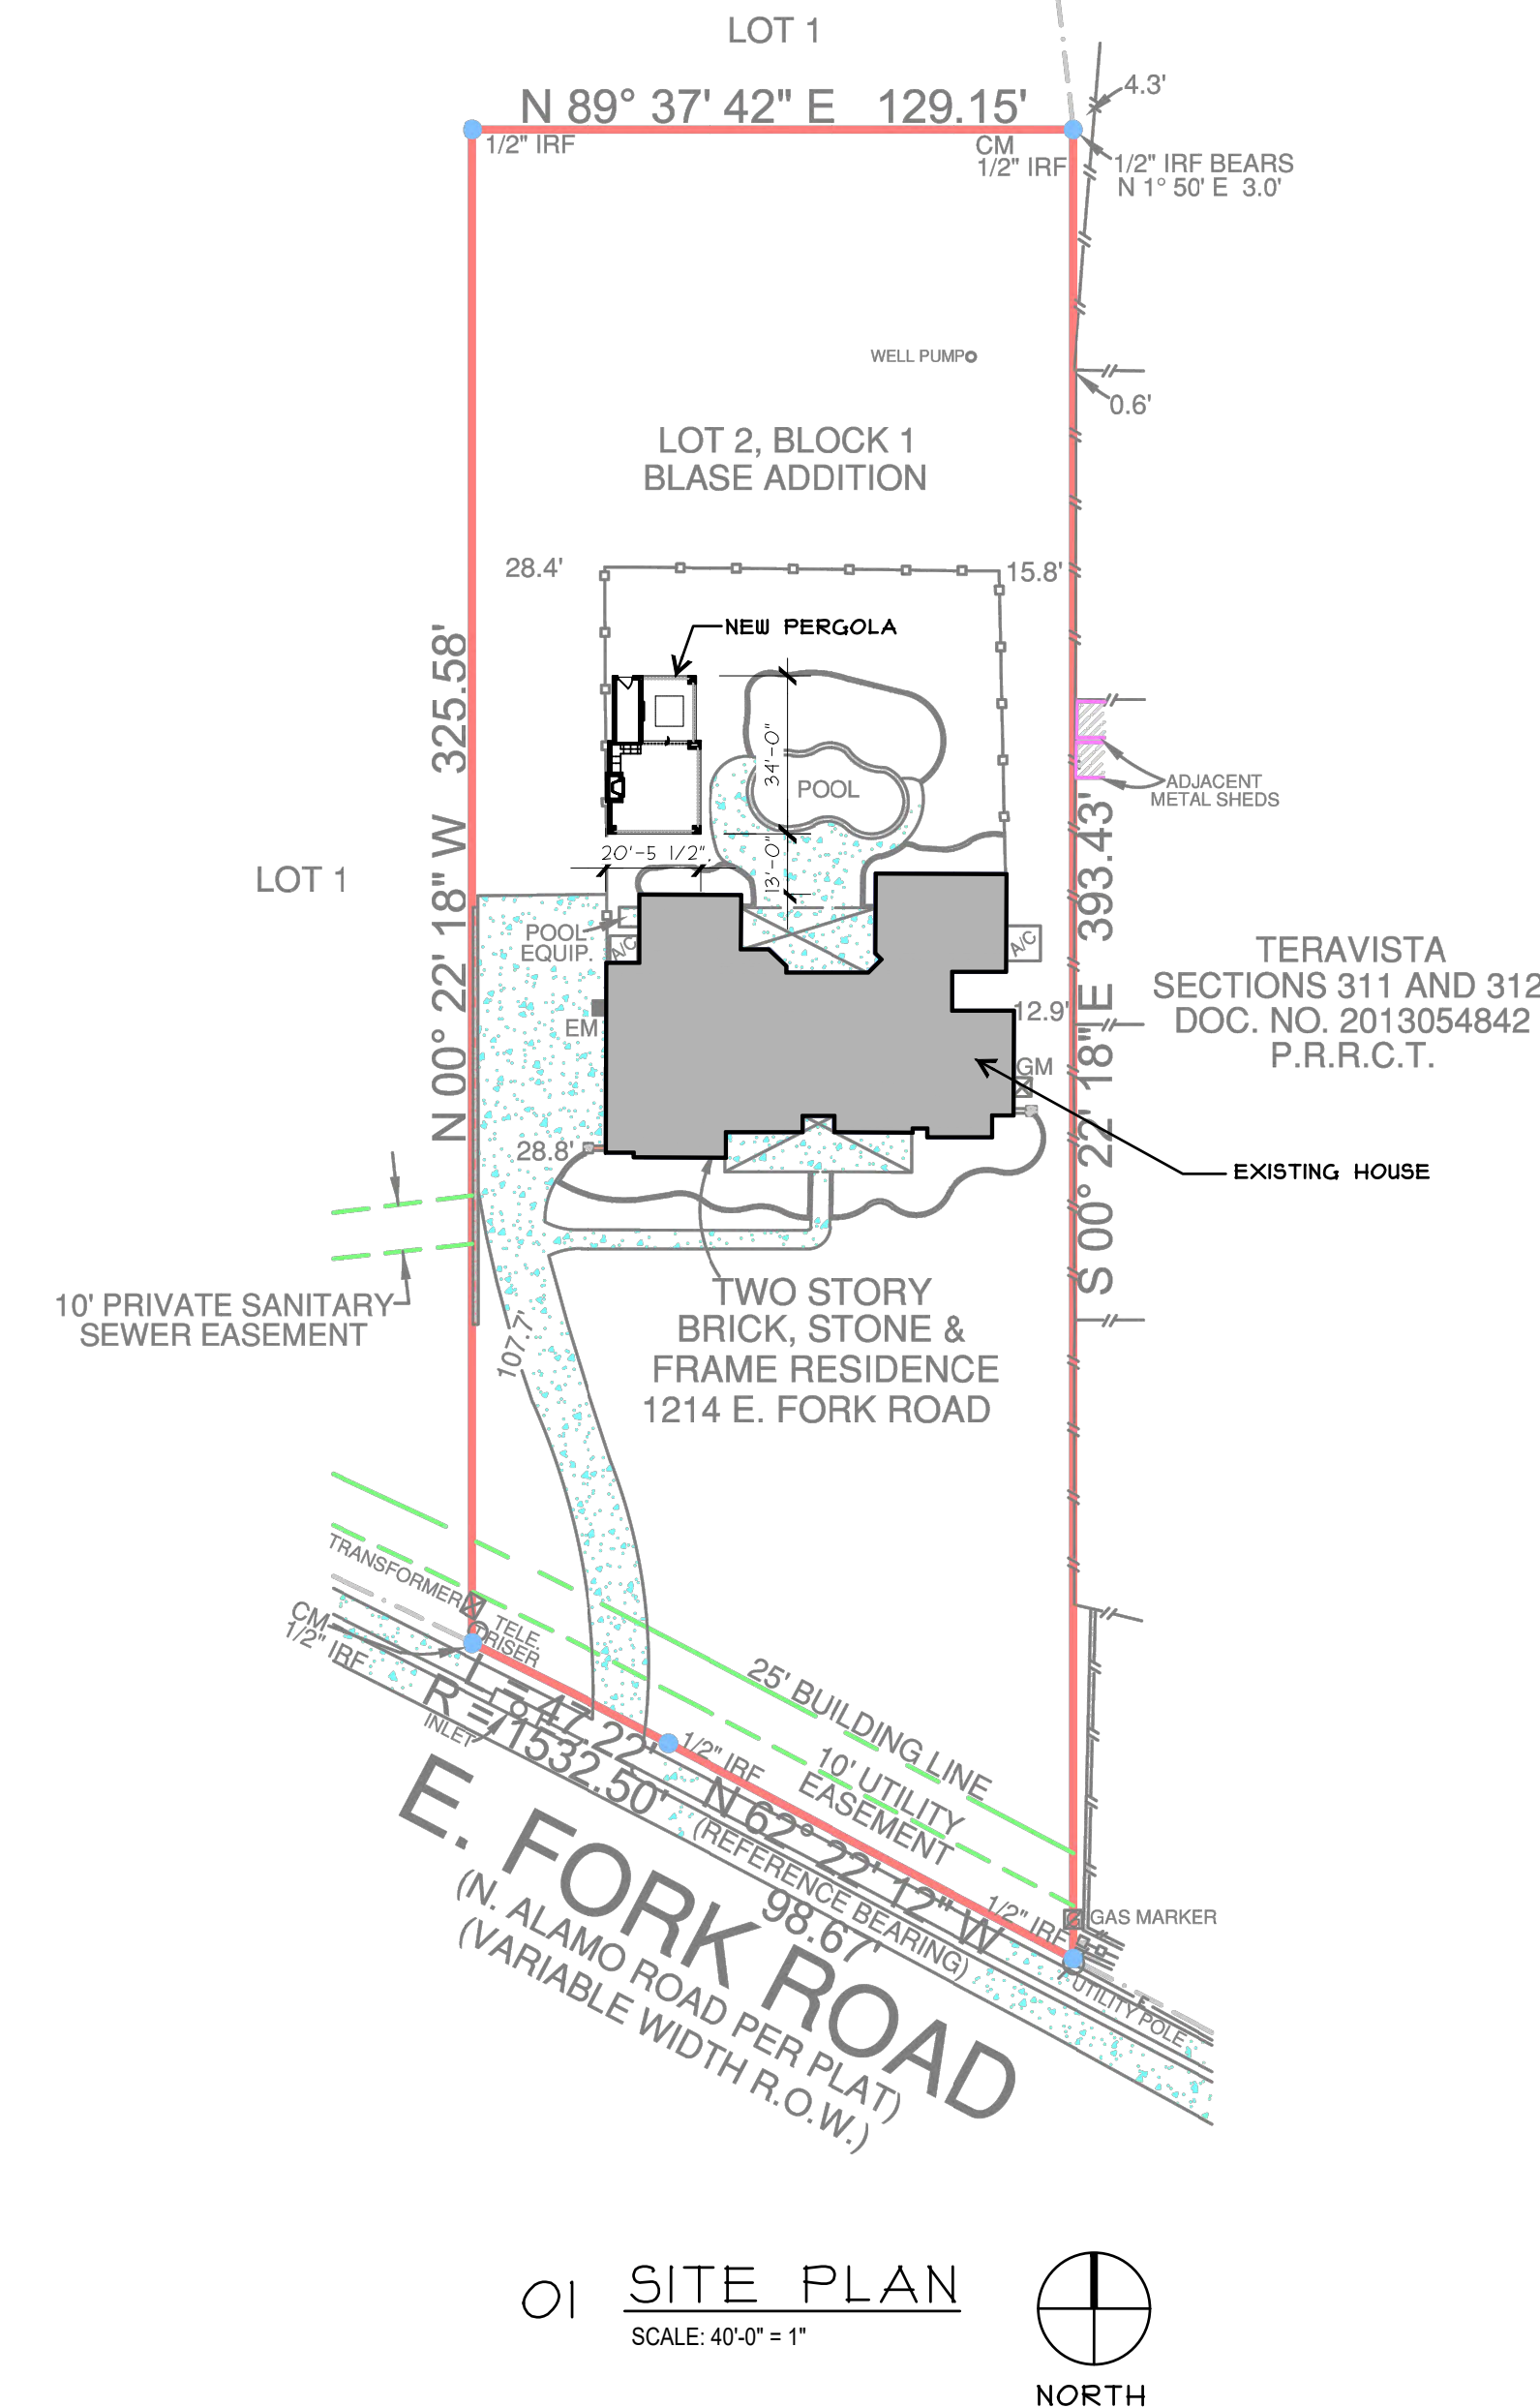 LOT 1
N 89° 37' 42" E 129.15'
4.3'
1/2" IRF
CM
1/2" IRF
1/2" IRF BEARS
N 1° 50' E 3.0'
WELL PUMP
0.6'
LOT 2, BLOCK 1
BLASE ADDITION
28.4'
15.8'
NEW PERGOLA
N 00° 22' 18" W 325.58'
34'-0"
POOL
ADJACENT
METAL SHEDS
20'-5 1/2"
13'-0"
LOT 1
S 00° 22' 18" E 393.43'
POOL
EQUIP.
A/C
A/C
TERAVISTA
SECTIONS 311 AND 312
DOC. NO. 2013054842
P.R.R.C.T.
EM
12.9'
GM
28.8'
EXISTING HOUSE
10' PRIVATE SANITARY
SEWER EASEMENT
107.7'
TWO STORY
BRICK, STONE &
FRAME RESIDENCE
1214 E. FORK ROAD
TRANSFORMER
TELE.
RISER
CM
1/2" IRF
L = 47.22'
R = 1532.50'
INLET
1/2" IRF
25' BUILDING LINE
10' UTILITY
EASEMENT
N 62° 22' 12" W
(REFERENCE BEARING)
98.67'
1/2" IRF
GAS MARKER
UTILITY POLE
E. FORK ROAD
(N. ALAMO ROAD PER PLAT)
(VARIABLE WIDTH R.O.W.)
01 SITE PLAN
SCALE: 40'-0" = 1"
NORTH